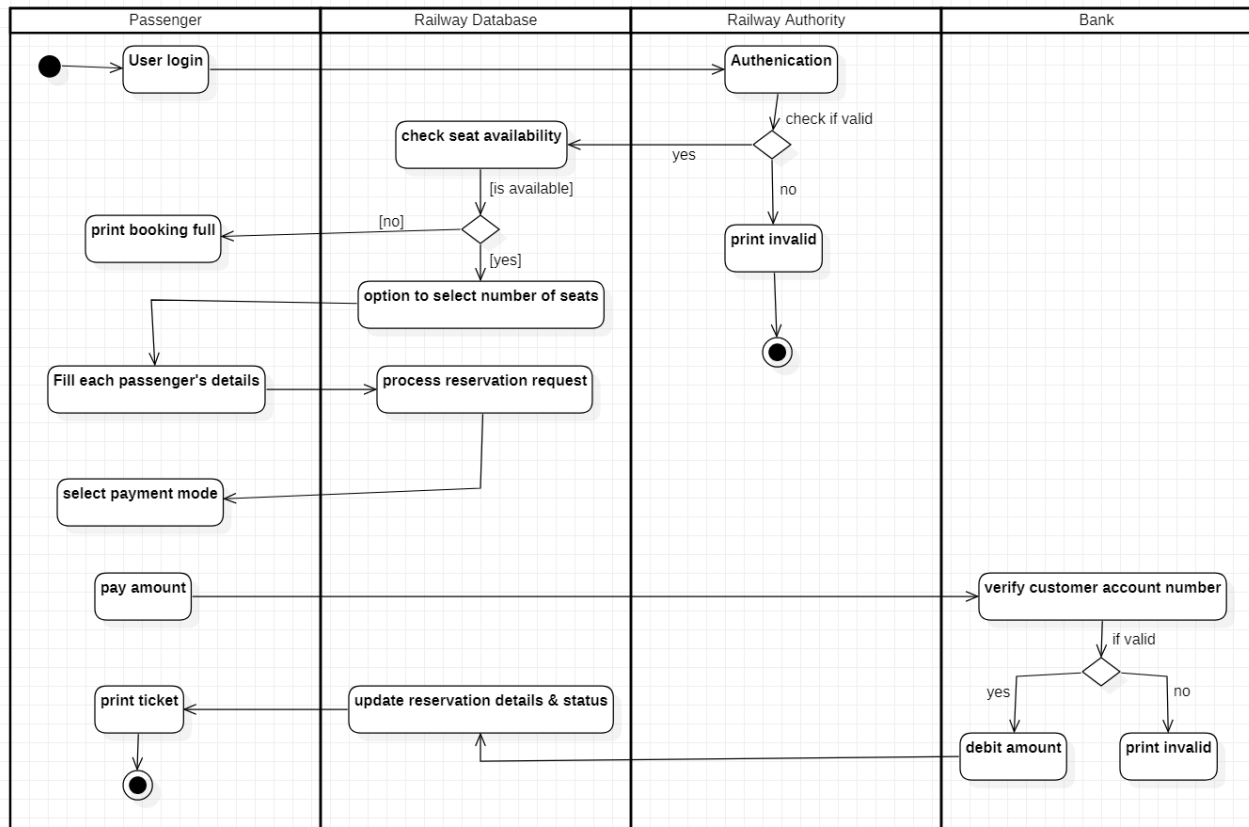 Passenger
Railway Database
Railway Authority
Bank
User login
Authenication
check if valid
check seat availability
yes
[is available]
no
[no]
print booking full
print invalid
[yes]
option to select number of seats
Fill each passenger's details
process reservation request
select payment mode
pay amount
verify customer account number
if valid
yes
no
print ticket
update reservation details & status
debit amount
print invalid